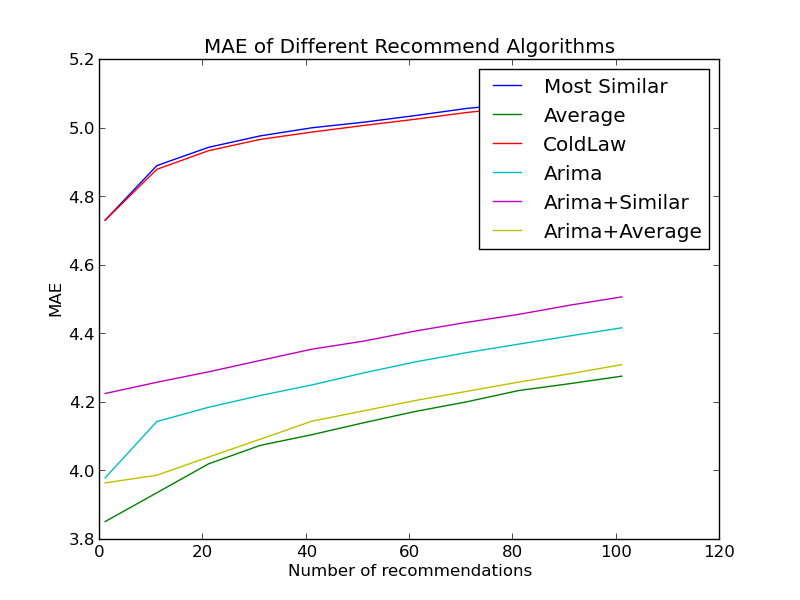 MAE of Different Recommend Algorithms
5.2
5.0
4.8
4.6
4.4
4.2
4.0
3.8
MAE
Most Similar
Average
ColdLaw
Arima
Arima+Similar
Arima+Average
0 20 40 60 80 100 120
Number of recommendations